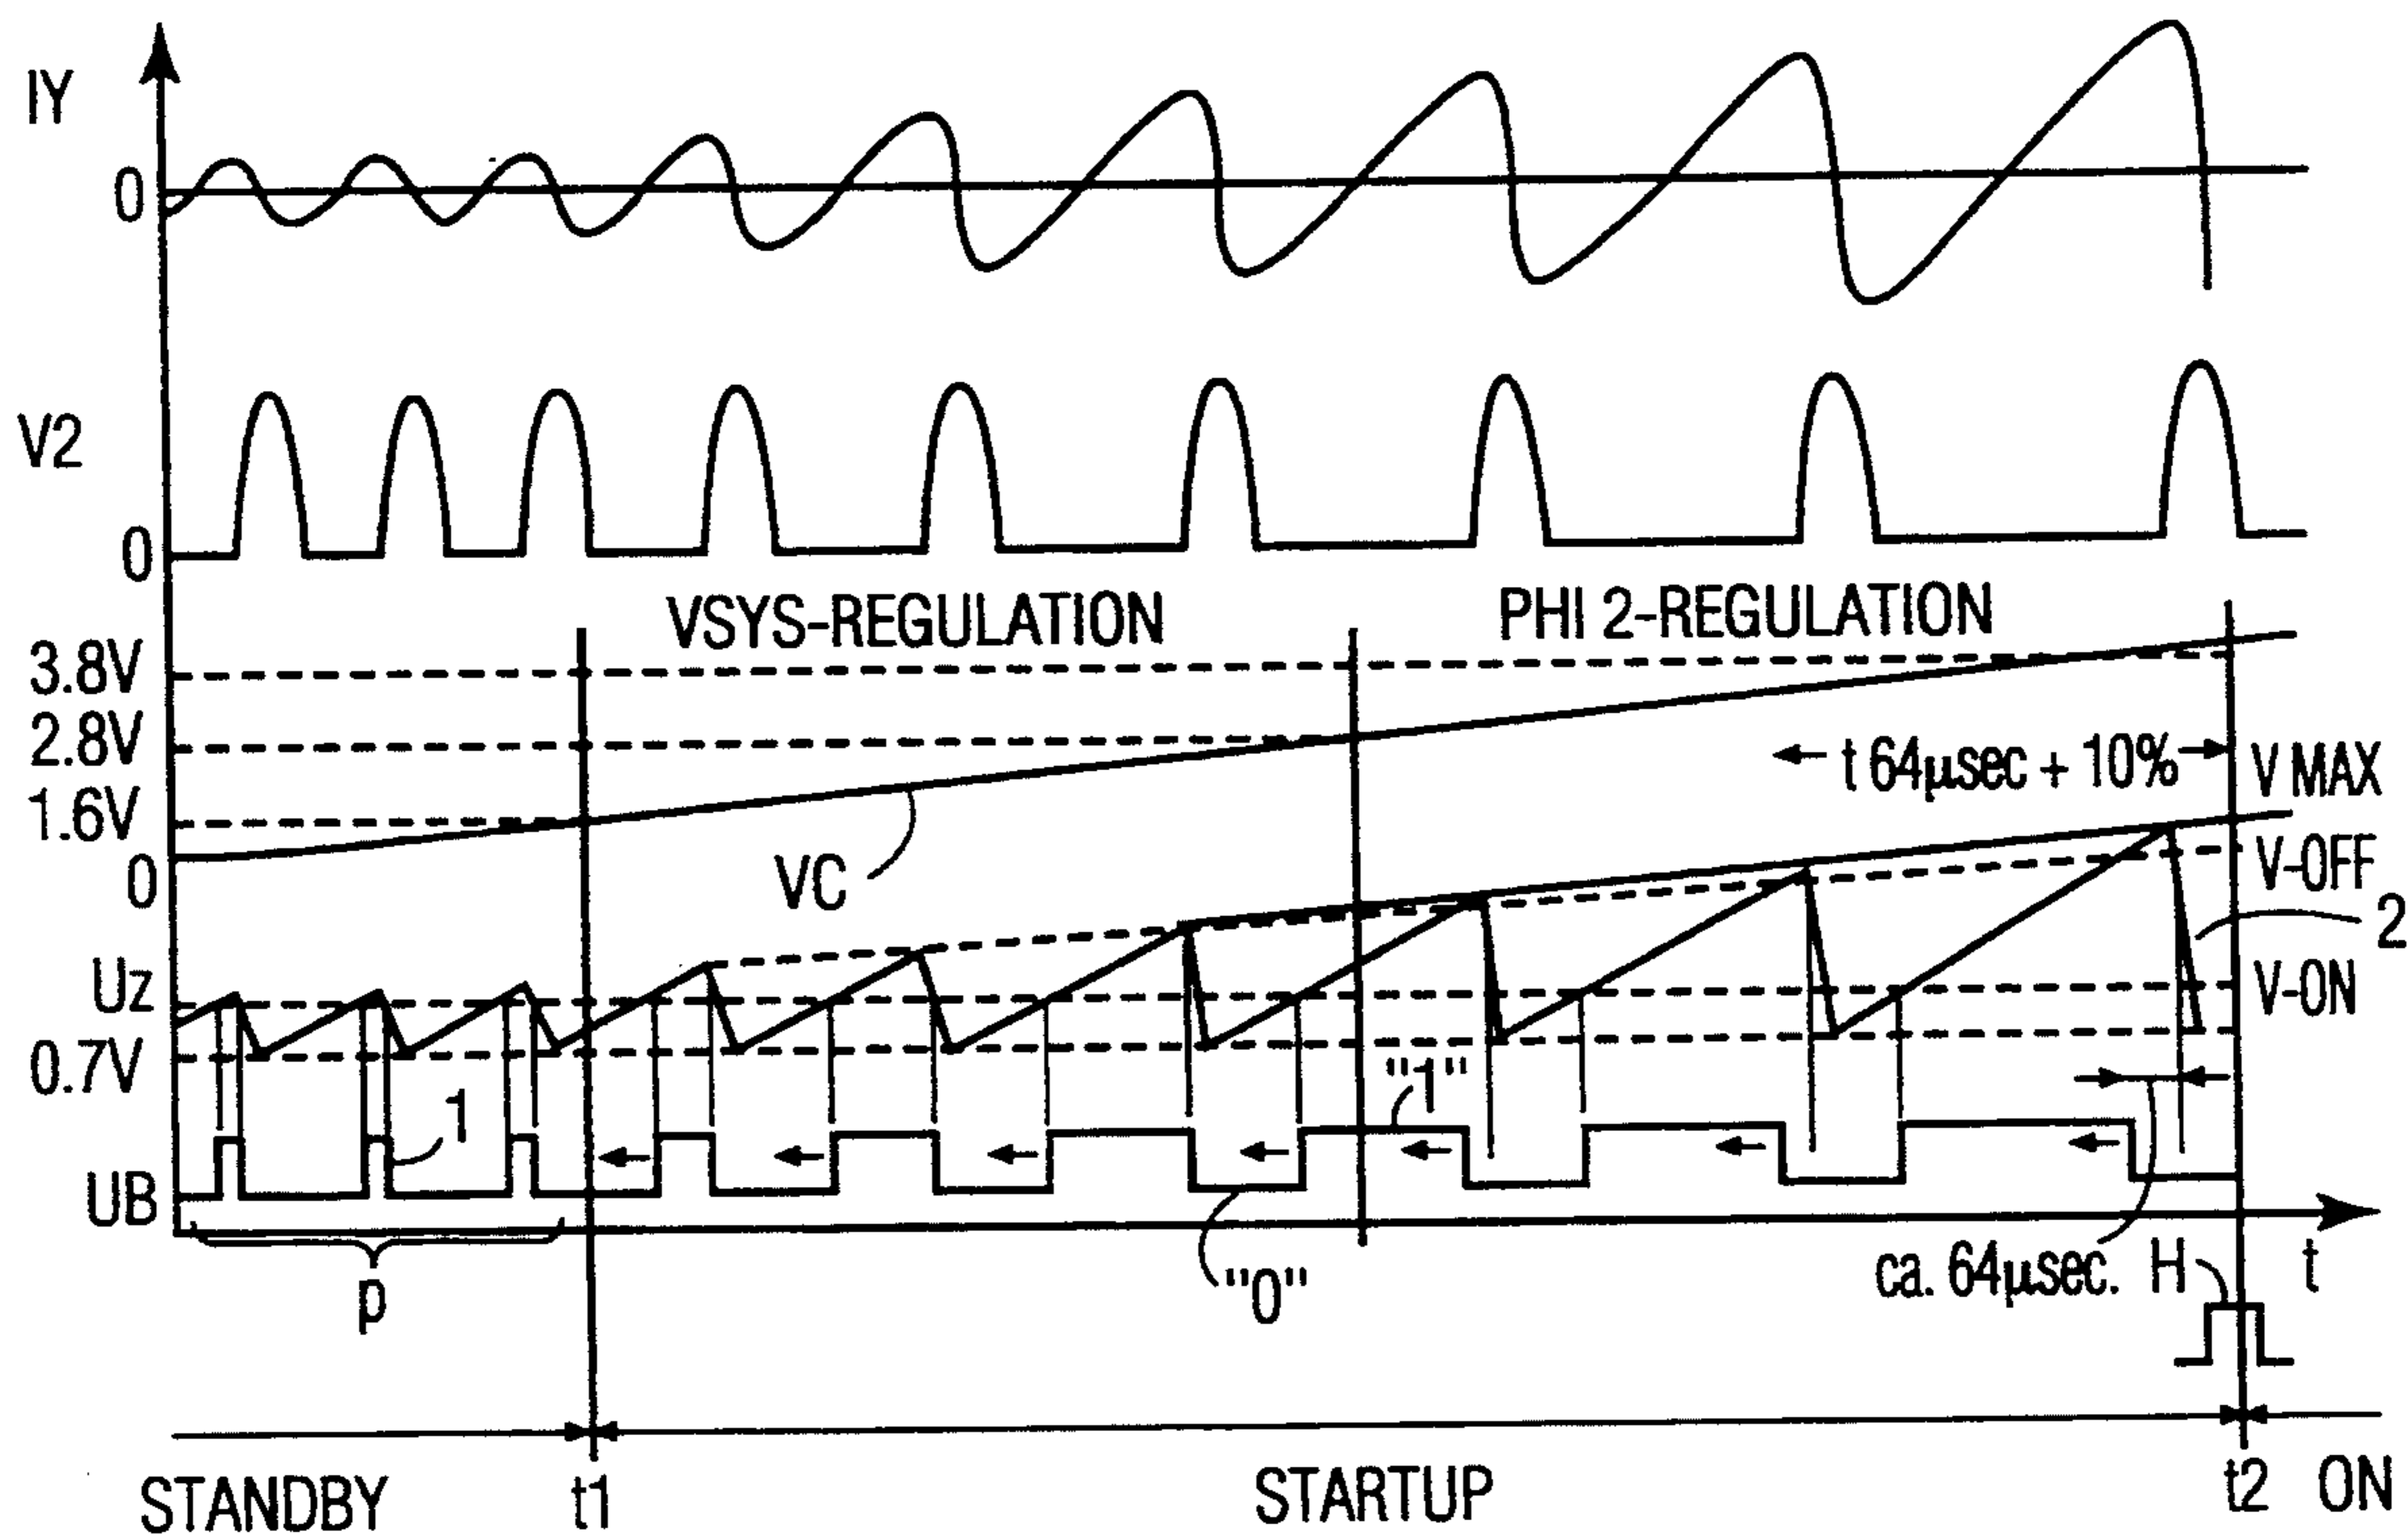 IY
0
V2
0
VSYS-REGULATION
PHI 2-REGULATION
3.8V
2.8V
1.6V
0
t 64µsec + 10%
V MAX
VC
V-OFF
2
Uz
V-ON
0.7V
1
"1"
UB
p
"0"
ca. 64µsec.
H
t
STANDBY
t1
STARTUP
t2
ON